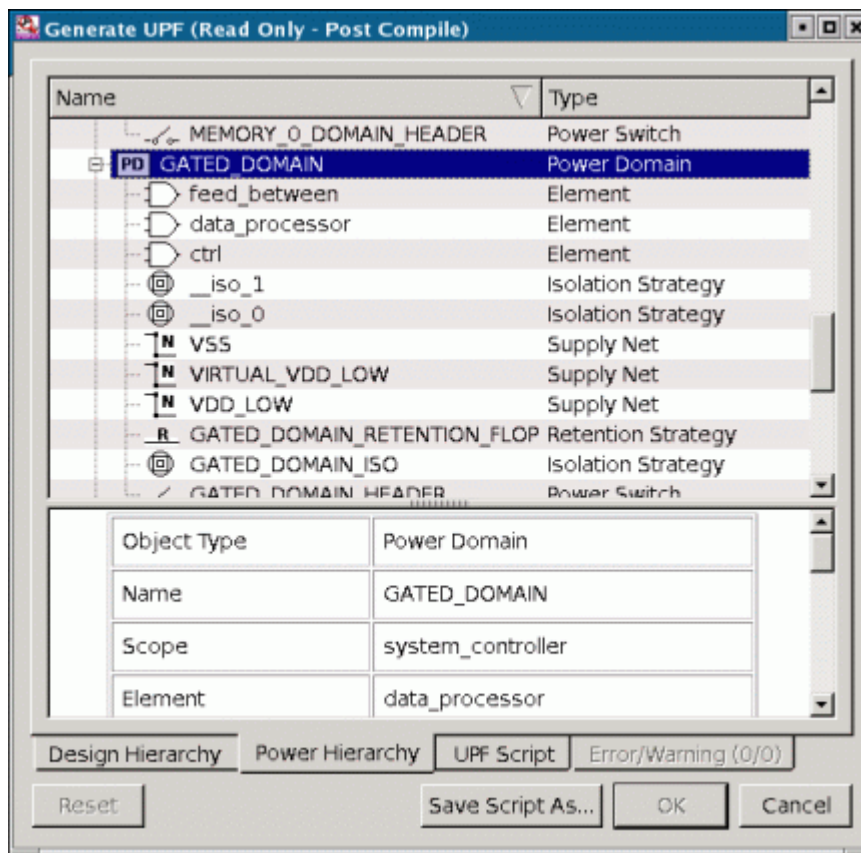 Generate UPF (Read Only - Post Compile)
Name Type
MEMORY_0_DOMAIN_HEADER Power Switch
PD GATED_DOMAIN Power Domain
feed_between Element
data_processor Element
ctrl Element
__iso_1 Isolation Strategy
__iso_0 Isolation Strategy
N VSS Supply Net
N VIRTUAL_VDD_LOW Supply Net
N VDD_LOW Supply Net
R GATED_DOMAIN_RETENTION_FLOP Retention Strategy
GATED_DOMAIN_ISO Isolation Strategy
GATED_DOMAIN_HEADER Power Switch
Object Type Power Domain
Name GATED_DOMAIN
Scope system_controller
Element data_processor
Design Hierarchy Power Hierarchy UPF Script Error/Warning (0/0)
Reset Save Script As... OK Cancel